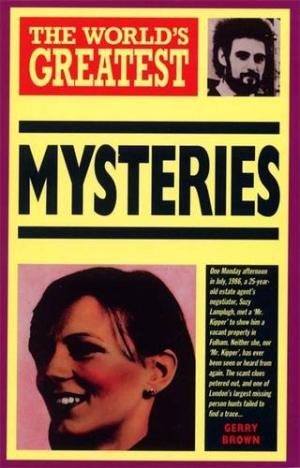 THE WORLD'S
GREATEST
MYSTERIES
One Monday afternoon
in July, 1986, a 25-year-
old estate agent's
negotiator, Suzy
Lamplugh, met a 'Mr.
Kipper' to show him a
vacant property in
Fulham. Neither she, nor
'Mr. Kipper', has ever
been seen or heard from
again. The scant clues
petered out, and one of
London's largest missing
person hunts failed to
find a trace...
GERRY
BROWN